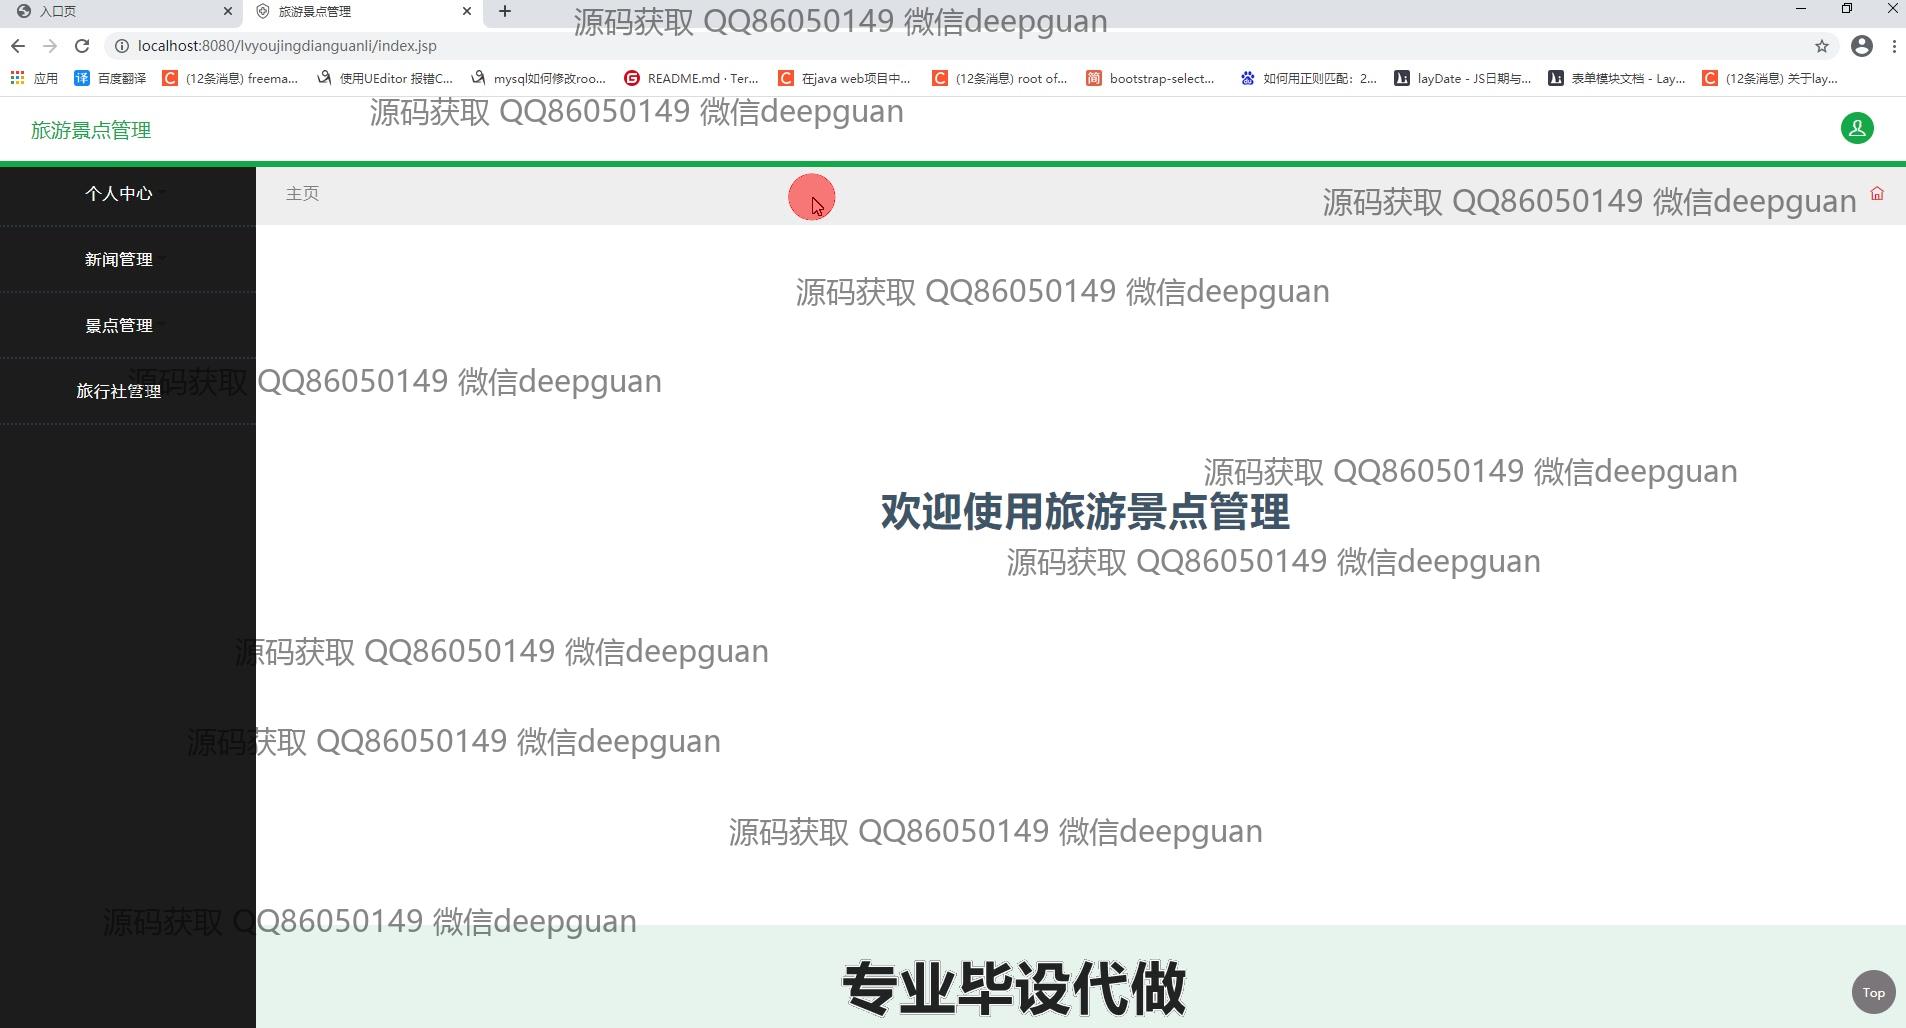 入口页
旅游景点管理
源码获取 QQ86050149 微信deepguan
localhost:8080/lvyoujingdianguanli/index.jsp
应用
百度翻译
(12条消息) freema...
使用UEditor 报错C...
mysql如何修改roo...
README.md · Ter...
在java web项目中...
(12条消息) root of...
bootstrap-select...
如何用正则匹配：2...
layDate - JS日期与...
表单模块文档 - Lay...
(12条消息) 关于lay...
源码获取 QQ86050149 微信deepguan
旅游景点管理
个人中心
主页
源码获取 QQ86050149 微信deepguan
新闻管理
源码获取 QQ86050149 微信deepguan
景点管理
源码获取 QQ86050149 微信deepguan
旅行社管理
源码获取 QQ86050149 微信deepguan
欢迎使用旅游景点管理
源码获取 QQ86050149 微信deepguan
源码获取 QQ86050149 微信deepguan
源码获取 QQ86050149 微信deepguan
源码获取 QQ86050149 微信deepguan
源码获取 QQ86050149 微信deepguan
专业毕设代做
Top